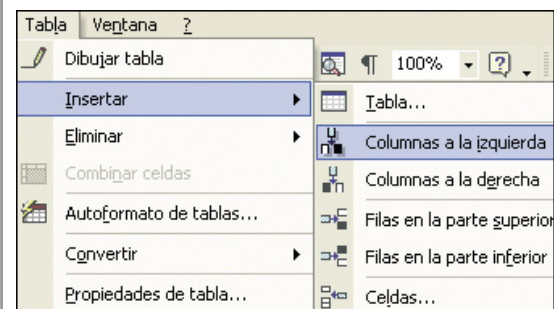 Tabla Ventana ?
Dibujar tabla
Insertar
Eliminar
Combinar celdas
Autoformato de tablas...
Convertir
Propiedades de tabla...
100%
Tabla...
Columnas a la izquierda
Columnas a la derecha
Filas en la parte superior
Filas en la parte inferior
Celdas...